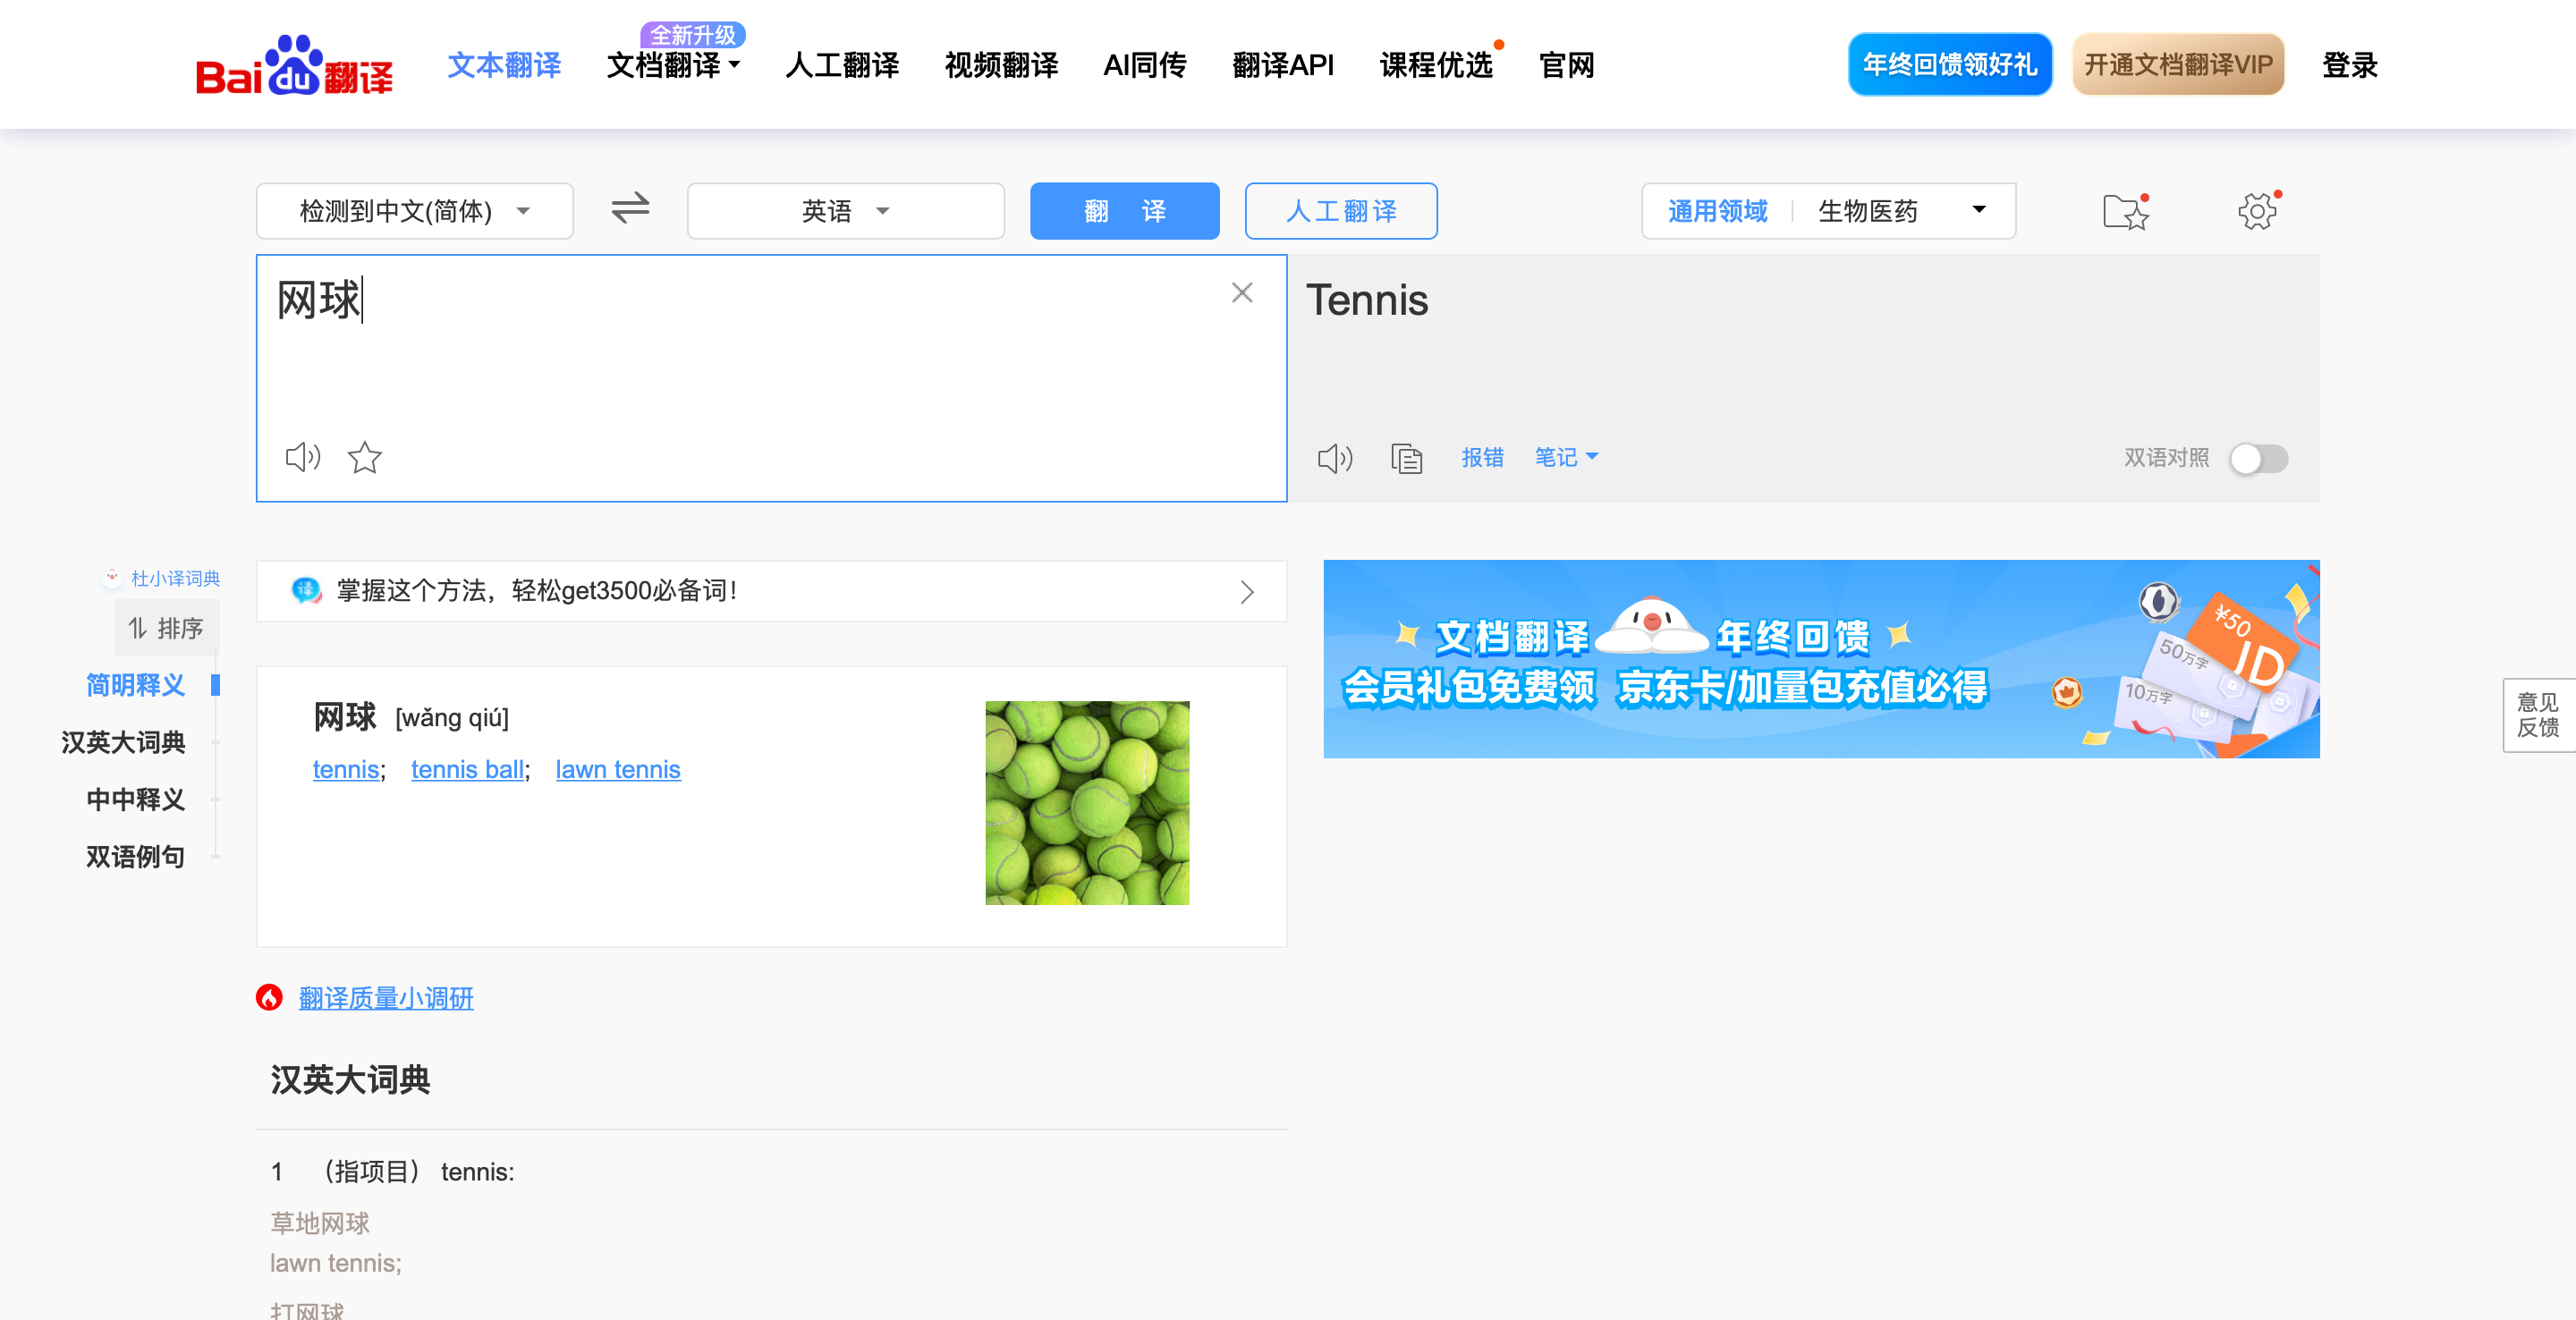 Bai du 翻译
文本翻译
全新升级
文档翻译
人工翻译
视频翻译
AI同传
翻译API
课程优选
官网
年终回馈领好礼
开通文档翻译VIP
登录
检测到中文(简体)
英语
翻 译
人工翻译
通用领域
生物医药
网球
Tennis
报错
笔记
双语对照
杜小译词典
排序
简明释义
汉英大词典
中中释义
双语例句
译 掌握这个方法，轻松get3500必备词！
文档翻译 年终回馈
会员礼包免费领 京东卡/加量包充值必得
¥50
JD
50万字
10万字
意见
反馈
网球 [wǎng qiú]
tennis; tennis ball; lawn tennis
翻译质量小调研
汉英大词典
1 （指项目） tennis:
草地网球
lawn tennis;
打网球